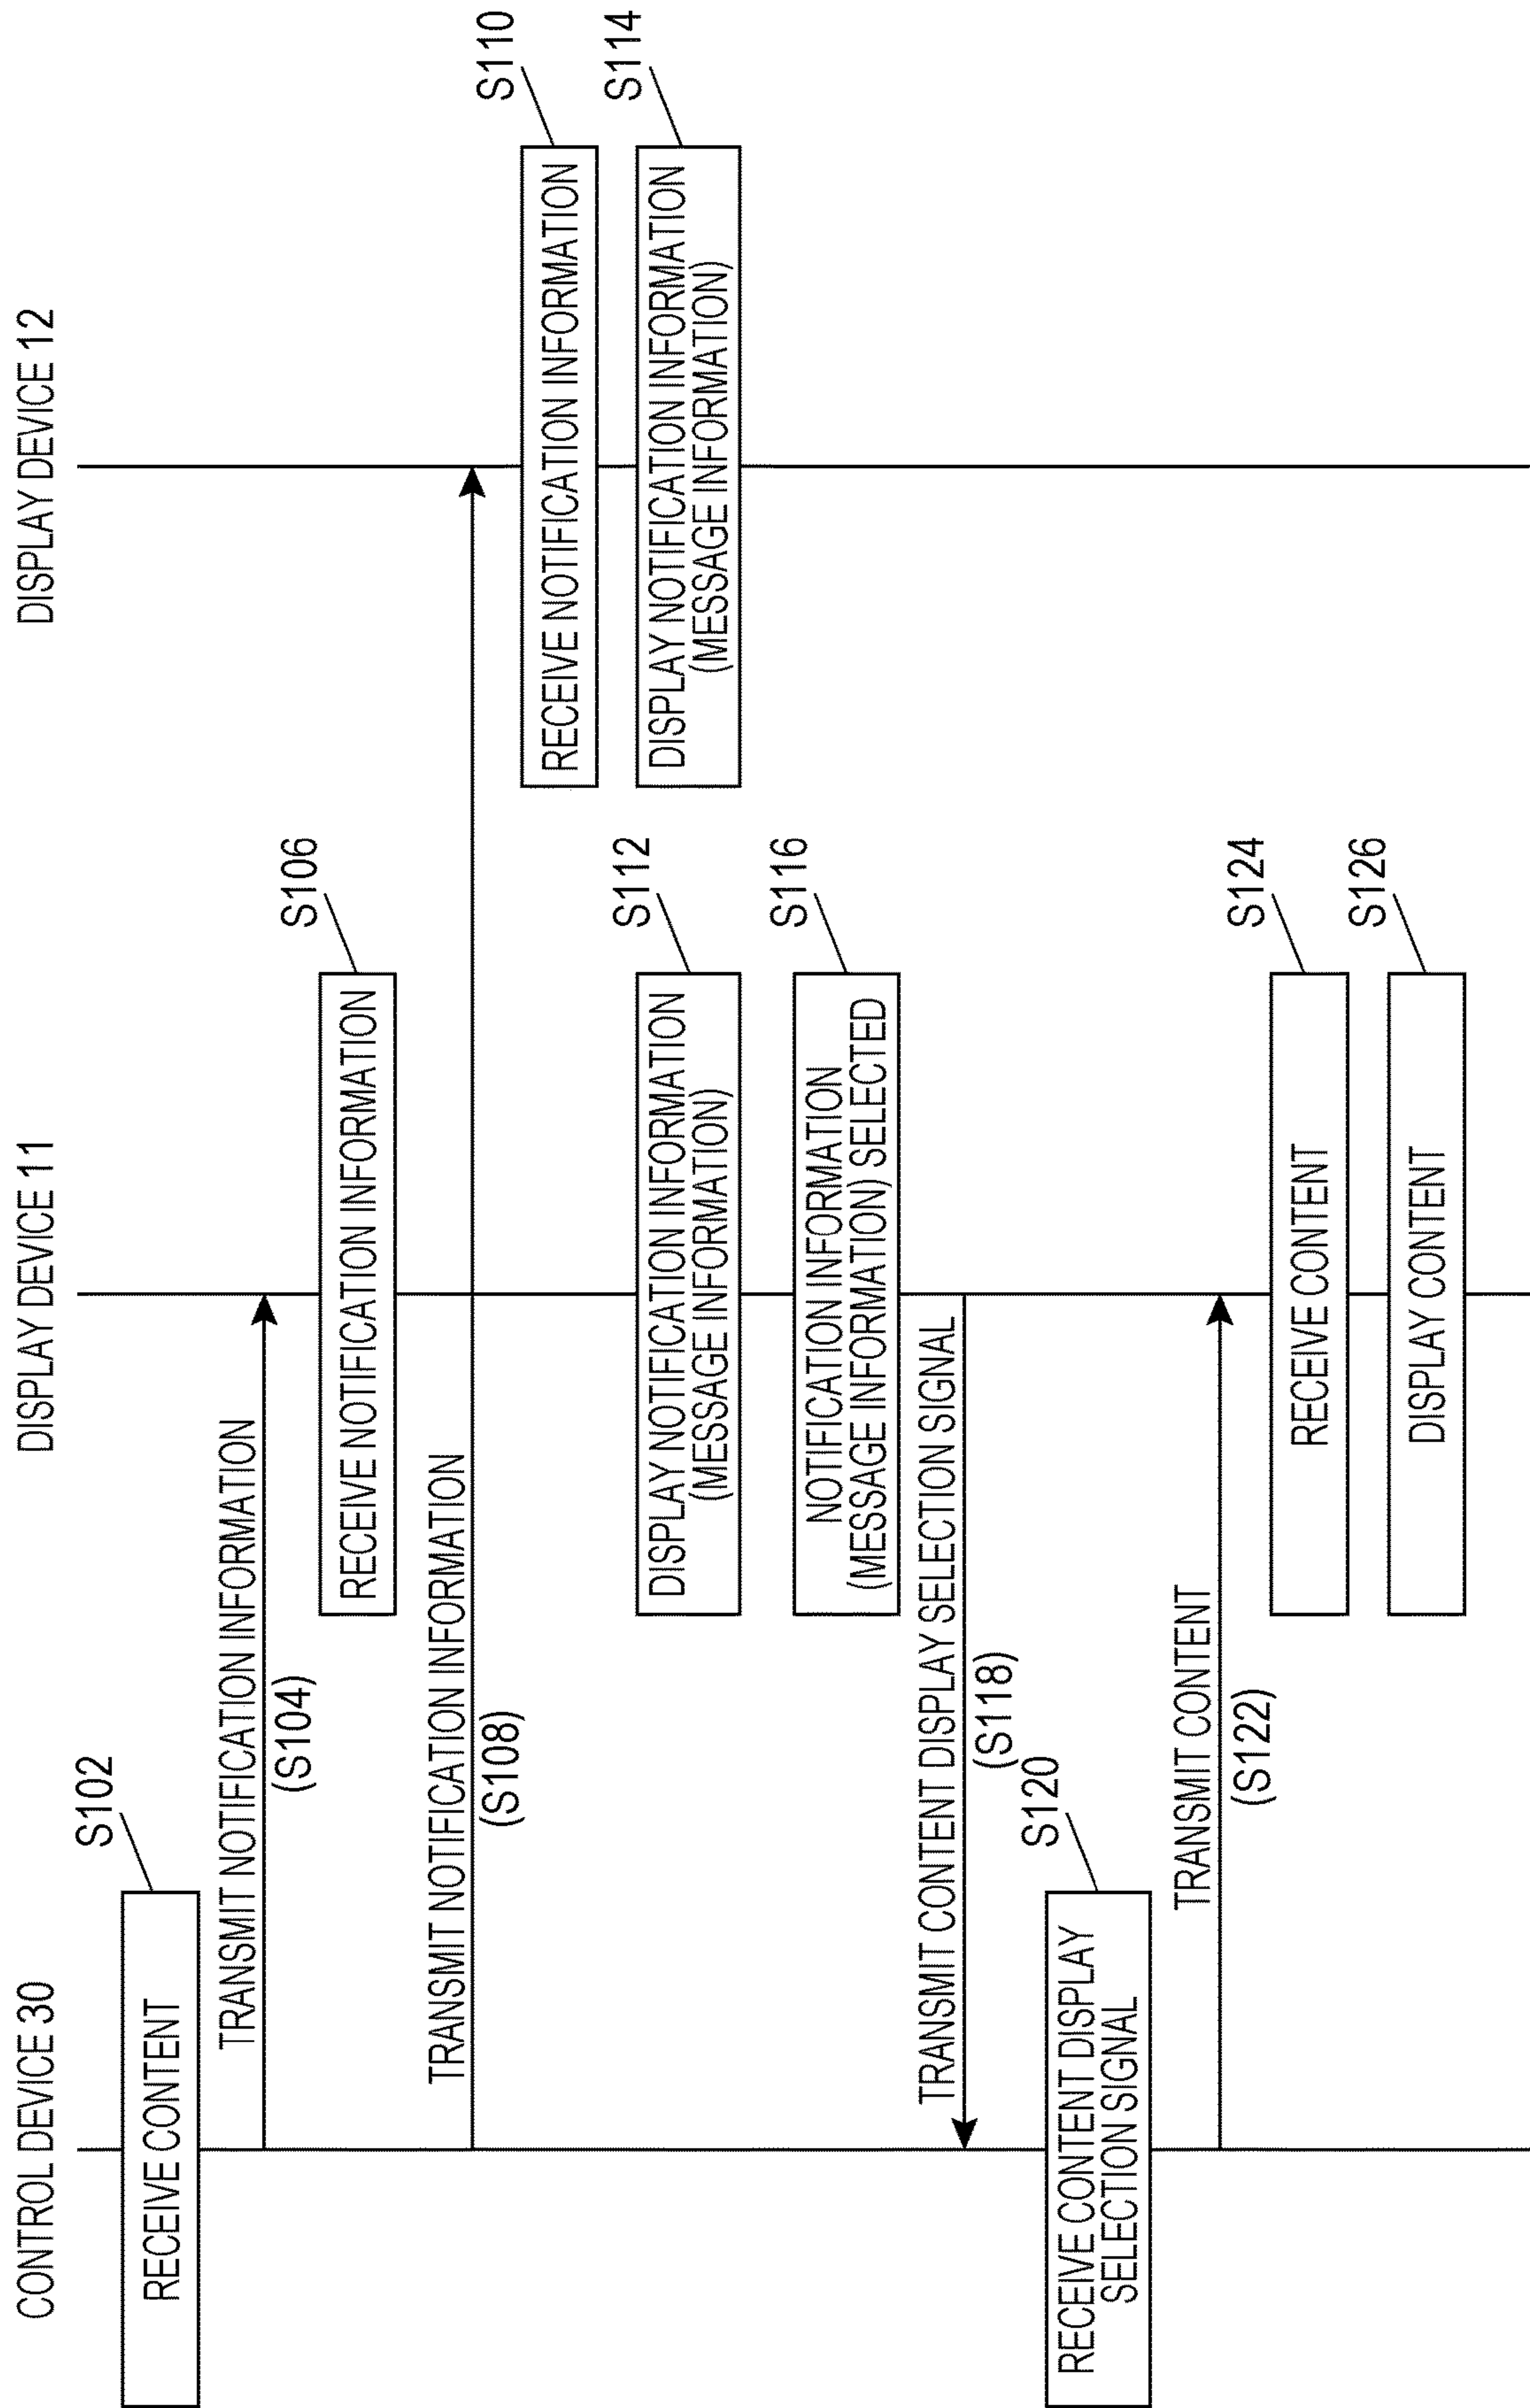 CONTROL DEVICE 30
DISPLAY DEVICE 11
DISPLAY DEVICE 12
S102
RECEIVE CONTENT
TRANSMIT NOTIFICATION INFORMATION
(S104)
S106
RECEIVE NOTIFICATION INFORMATION
TRANSMIT NOTIFICATION INFORMATION
(S108)
S110
RECEIVE NOTIFICATION INFORMATION
S112
DISPLAY NOTIFICATION INFORMATION
(MESSAGE INFORMATION)
S114
DISPLAY NOTIFICATION INFORMATION
(MESSAGE INFORMATION)
S116
NOTIFICATION INFORMATION
(MESSAGE INFORMATION) SELECTED
TRANSMIT CONTENT DISPLAY SELECTION SIGNAL
(S118)
S120
RECEIVE CONTENT DISPLAY
SELECTION SIGNAL
TRANSMIT CONTENT
(S122)
S124
RECEIVE CONTENT
S126
DISPLAY CONTENT